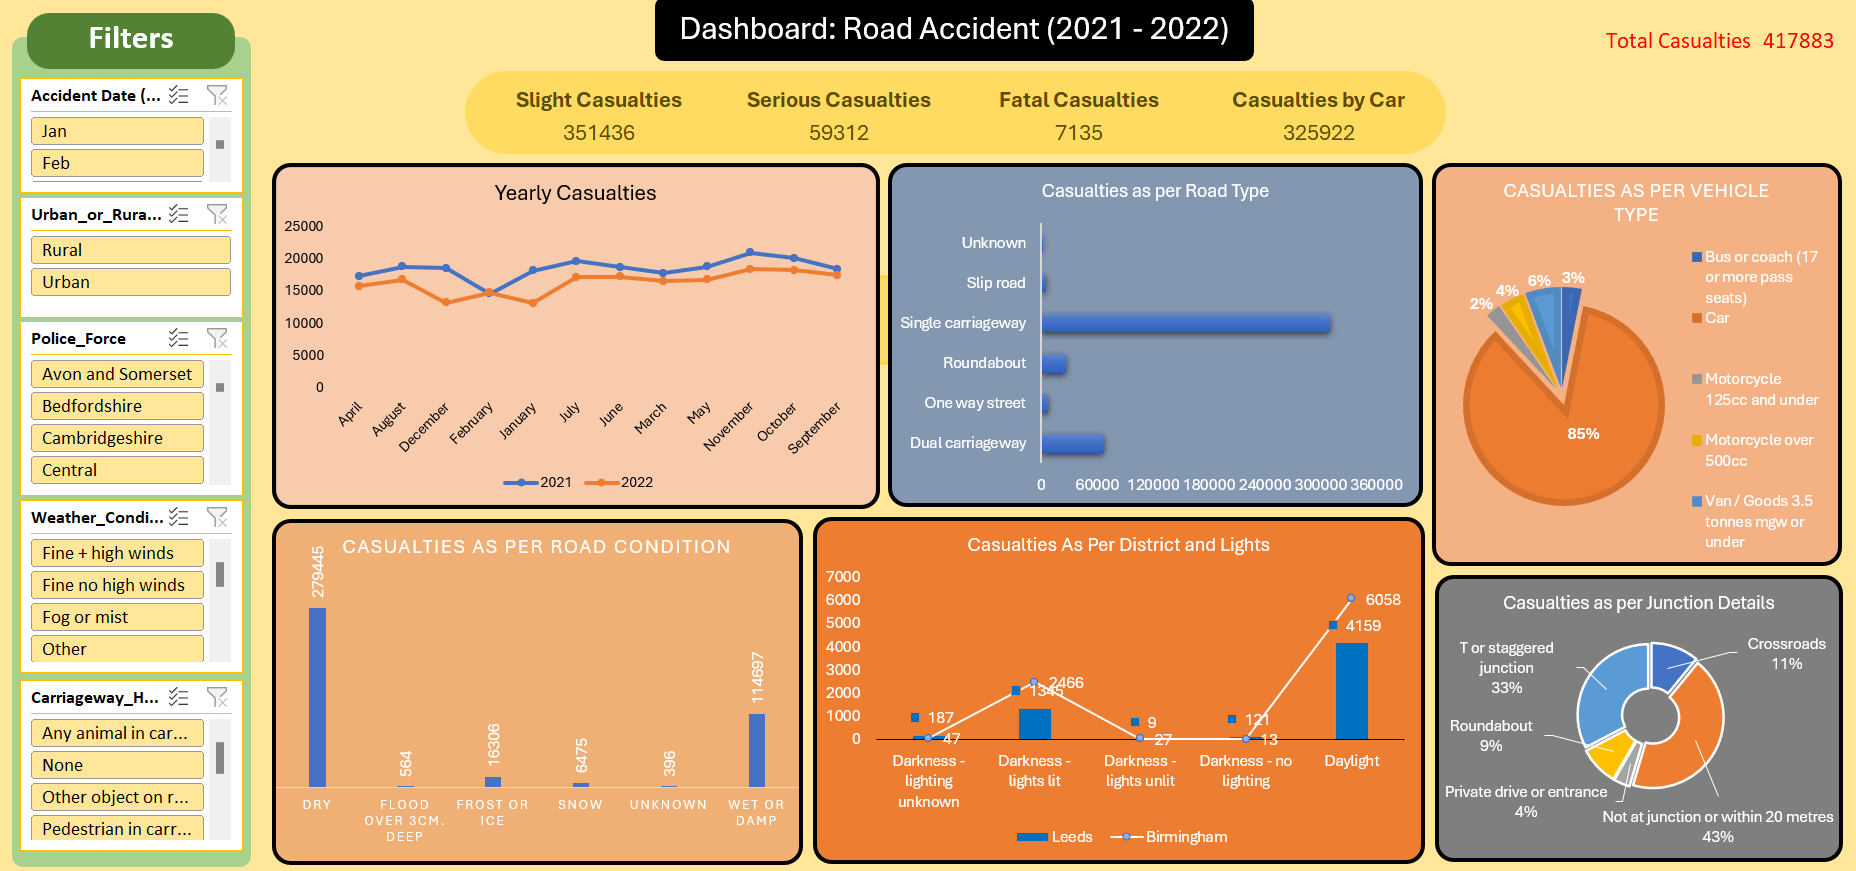 Dashboard: Road Accident (2021 - 2022)
Total Casualties 417883
Filters
Slight Casualties
351436
Serious Casualties
59312
Fatal Casualties
7135
Casualties by Car
325922
Accident Date (...
Jan
Feb
Urban_or_Rura...
Rural
Urban
Police_Force
Avon and Somerset
Bedfordshire
Cambridgeshire
Central
Weather_Condi...
Fine + high winds
Fine no high winds
Fog or mist
Other
Carriageway_H...
Any animal in car...
None
Other object on r...
Pedestrian in carr...
Yearly Casualties
25000
20000
15000
10000
5000
0
April
August
December
February
January
July
June
March
May
November
October
September
2021
2022
Casualties as per Road Type
Unknown
Slip road
Single carriageway
Roundabout
One way street
Dual carriageway
0 60000 120000 180000 240000 300000 360000
CASUALTIES AS PER VEHICLE
TYPE
2%
4%
6%
3%
85%
Bus or coach (17
or more pass
seats)
Car
Motorcycle
125cc and under
Motorcycle over
500cc
Van / Goods 3.5
tonnes mgw or
under
CASUALTIES AS PER ROAD CONDITION
279445
564
16306
6475
396
114697
DRY
FLOOD
OVER 3CM.
DEEP
FROST OR
ICE
SNOW
UNKNOWN
WET OR
DAMP
Casualties As Per District and Lights
7000
6000
5000
4000
3000
2000
1000
0
187
47
1345
2466
9
27
121
13
4159
6058
Darkness -
lighting
unknown
Darkness -
lights lit
Darkness -
lights unlit
Darkness - no
lighting
Daylight
Leeds
Birmingham
Casualties as per Junction Details
T or staggered
junction
33%
Crossroads
11%
Roundabout
9%
Private drive or entrance
4%
Not at junction or within 20 metres
43%